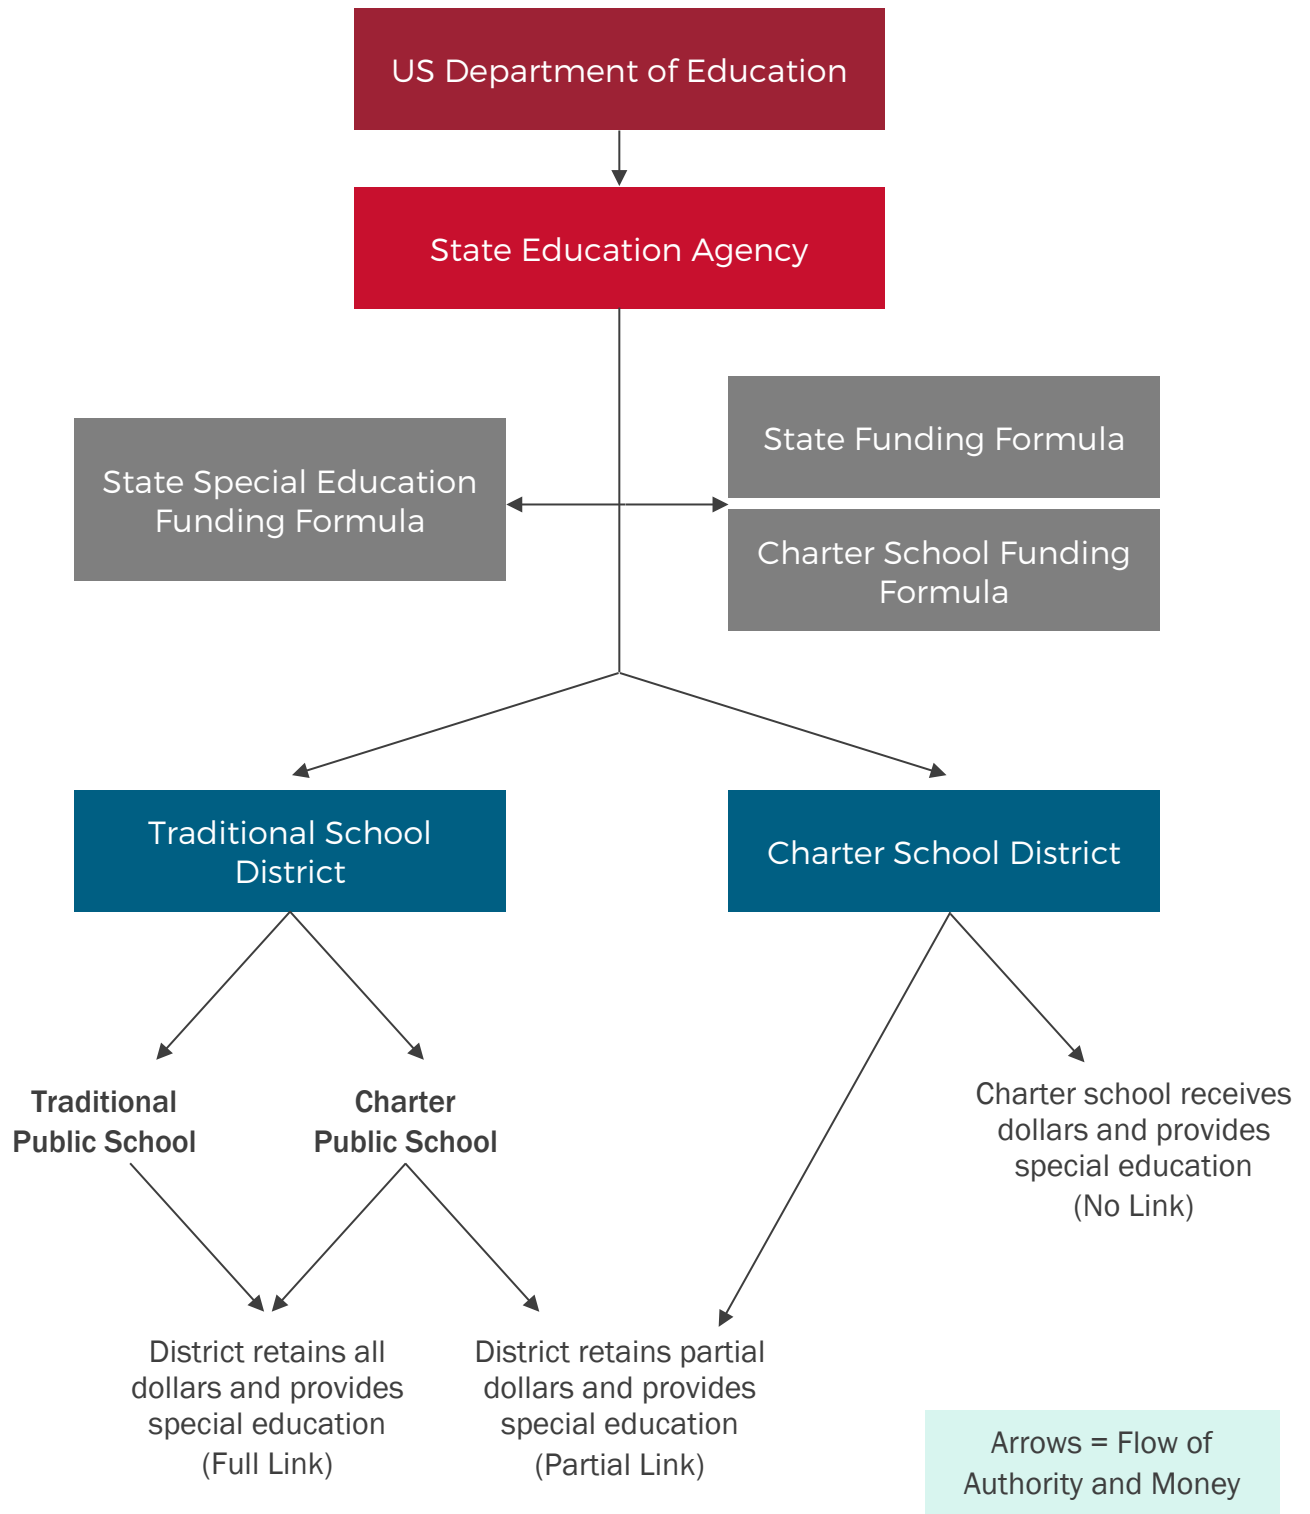 US Department of Education
State Education Agency
State Special Education
Funding Formula
State Funding Formula
Charter School Funding
Formula
Traditional School
District
Charter School District
Traditional
Public School
Charter
Public School
Charter school receives
dollars and provides
special education
(No Link)
District retains all
dollars and provides
special education
(Full Link)
District retains partial
dollars and provides
special education
(Partial Link)
Arrows = Flow of
Authority and Money